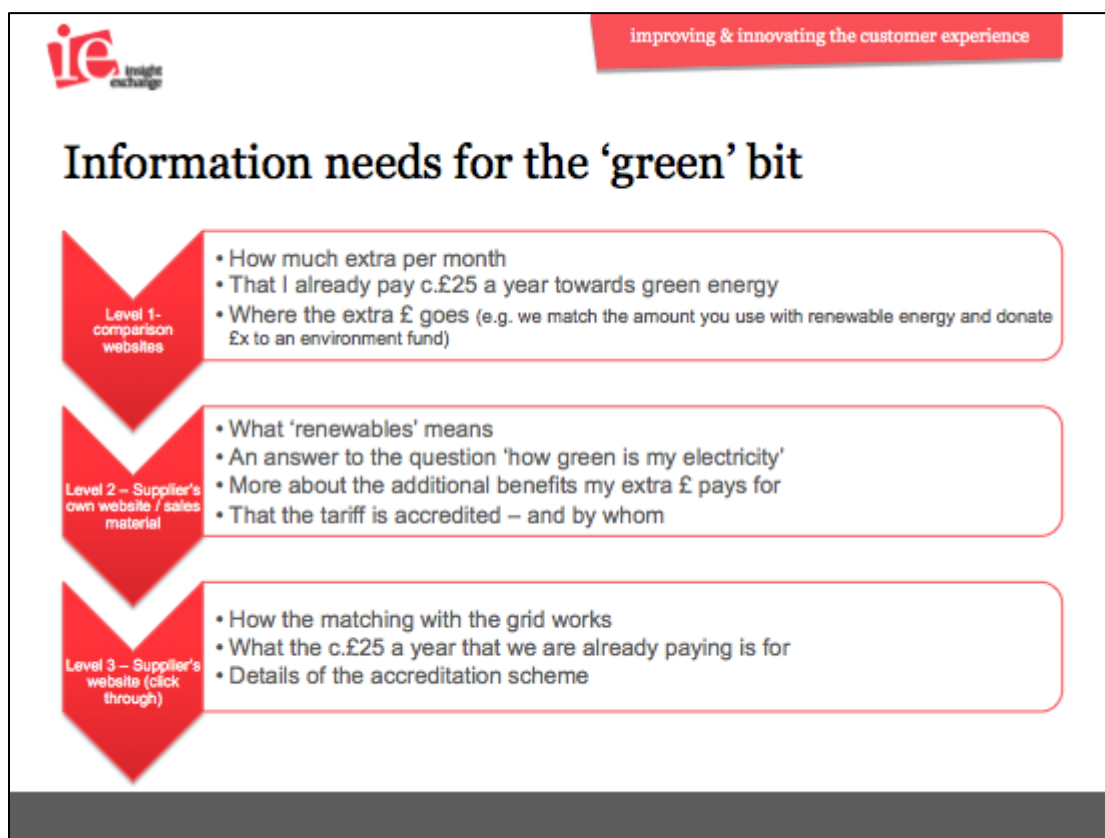 ie insight
exchange
improving & innovating the customer experience
Information needs for the ‘green’ bit
Level 1-
comparison
websites
• How much extra per month
• That I already pay c.£25 a year towards green energy
• Where the extra £ goes (e.g. we match the amount you use with renewable energy and donate
£x to an environment fund)
Level 2 – Supplier's
own website / sales
material
• What ‘renewables’ means
• An answer to the question ‘how green is my electricity’
• More about the additional benefits my extra £ pays for
• That the tariff is accredited – and by whom
Level 3 – Supplier's
website (click
through)
• How the matching with the grid works
• What the c.£25 a year that we are already paying is for
• Details of the accreditation scheme